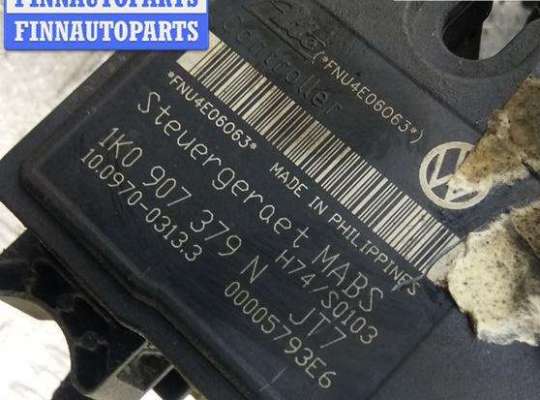 FINNAUTOPARTS
FINNAUTOPARTS
(*FNU4E06063*)
Controller
*FNU4E06063*
MADE IN PHILIPPINES
Steuergeraet MABS
1K0 907 379 N JT7
H74/S0103
10.0970-0313.3
00005793E6